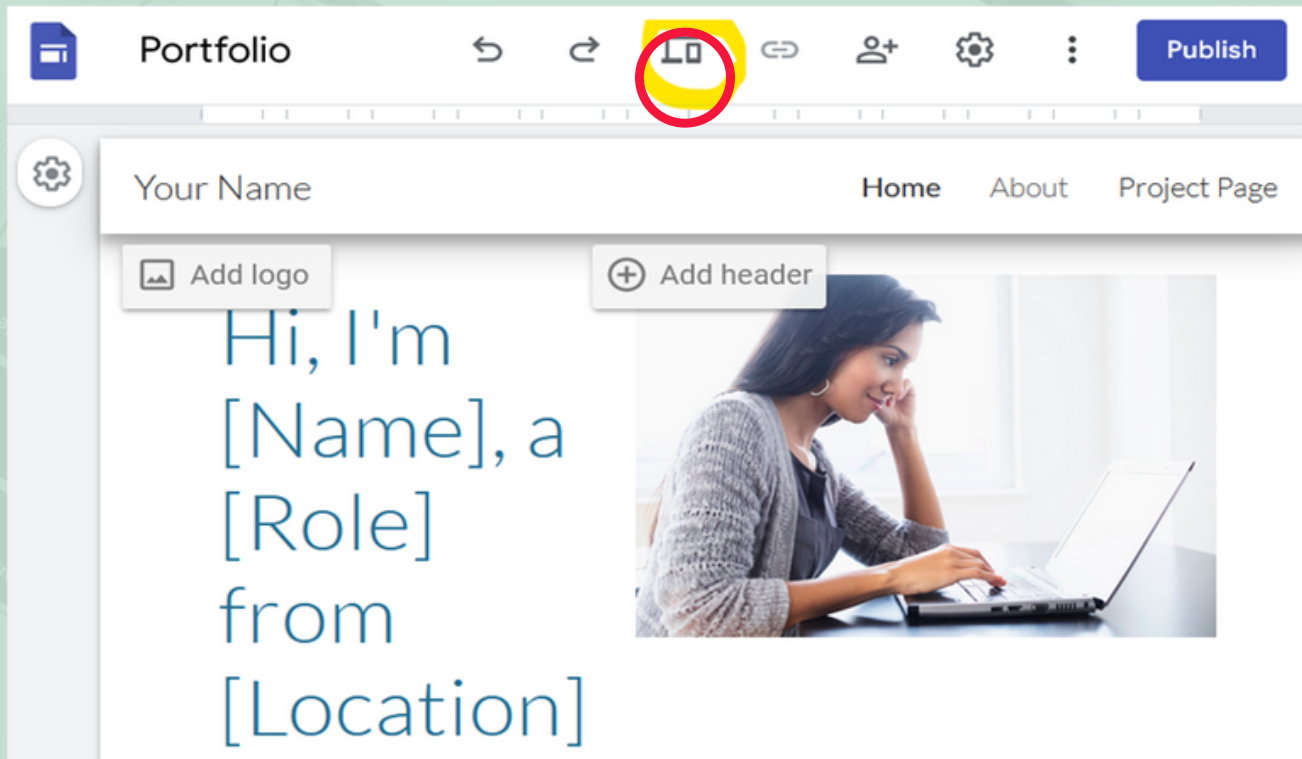 Portfolio
Publish
Your Name
Home About Project Page
Add logo
Add header
Hi, I'm
[Name], a
[Role]
from
[Location]